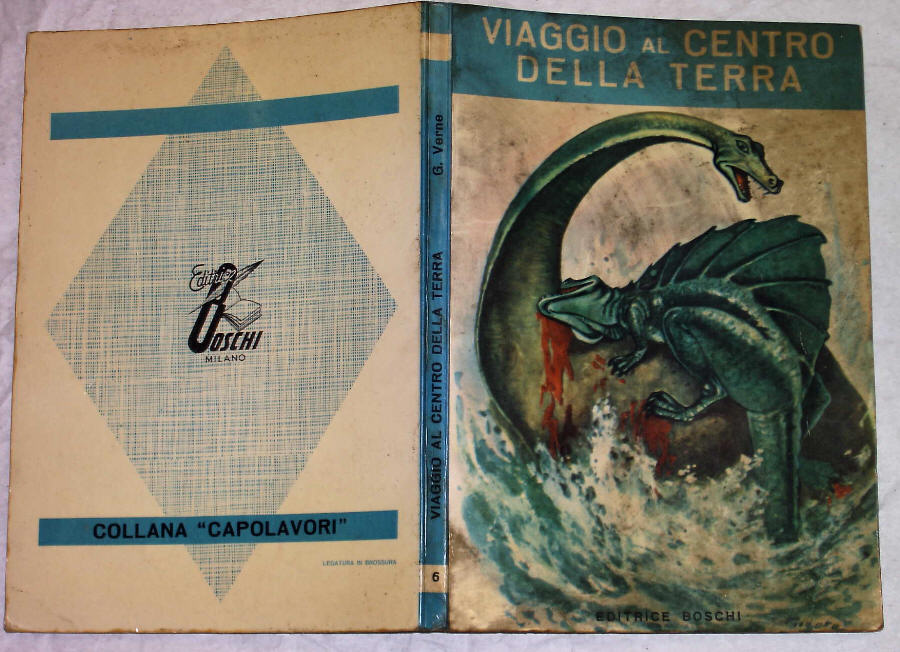 VIAGGIO AL CENTRO
DELLA TERRA
EDITRICE BOSCHI
G. Verne
VIAGGIO AL CENTRO DELLA TERRA
6
Editrice
BOSCHI
MILANO
COLLANA "CAPOLAVORI"
LEGATURA IN BROSSURA